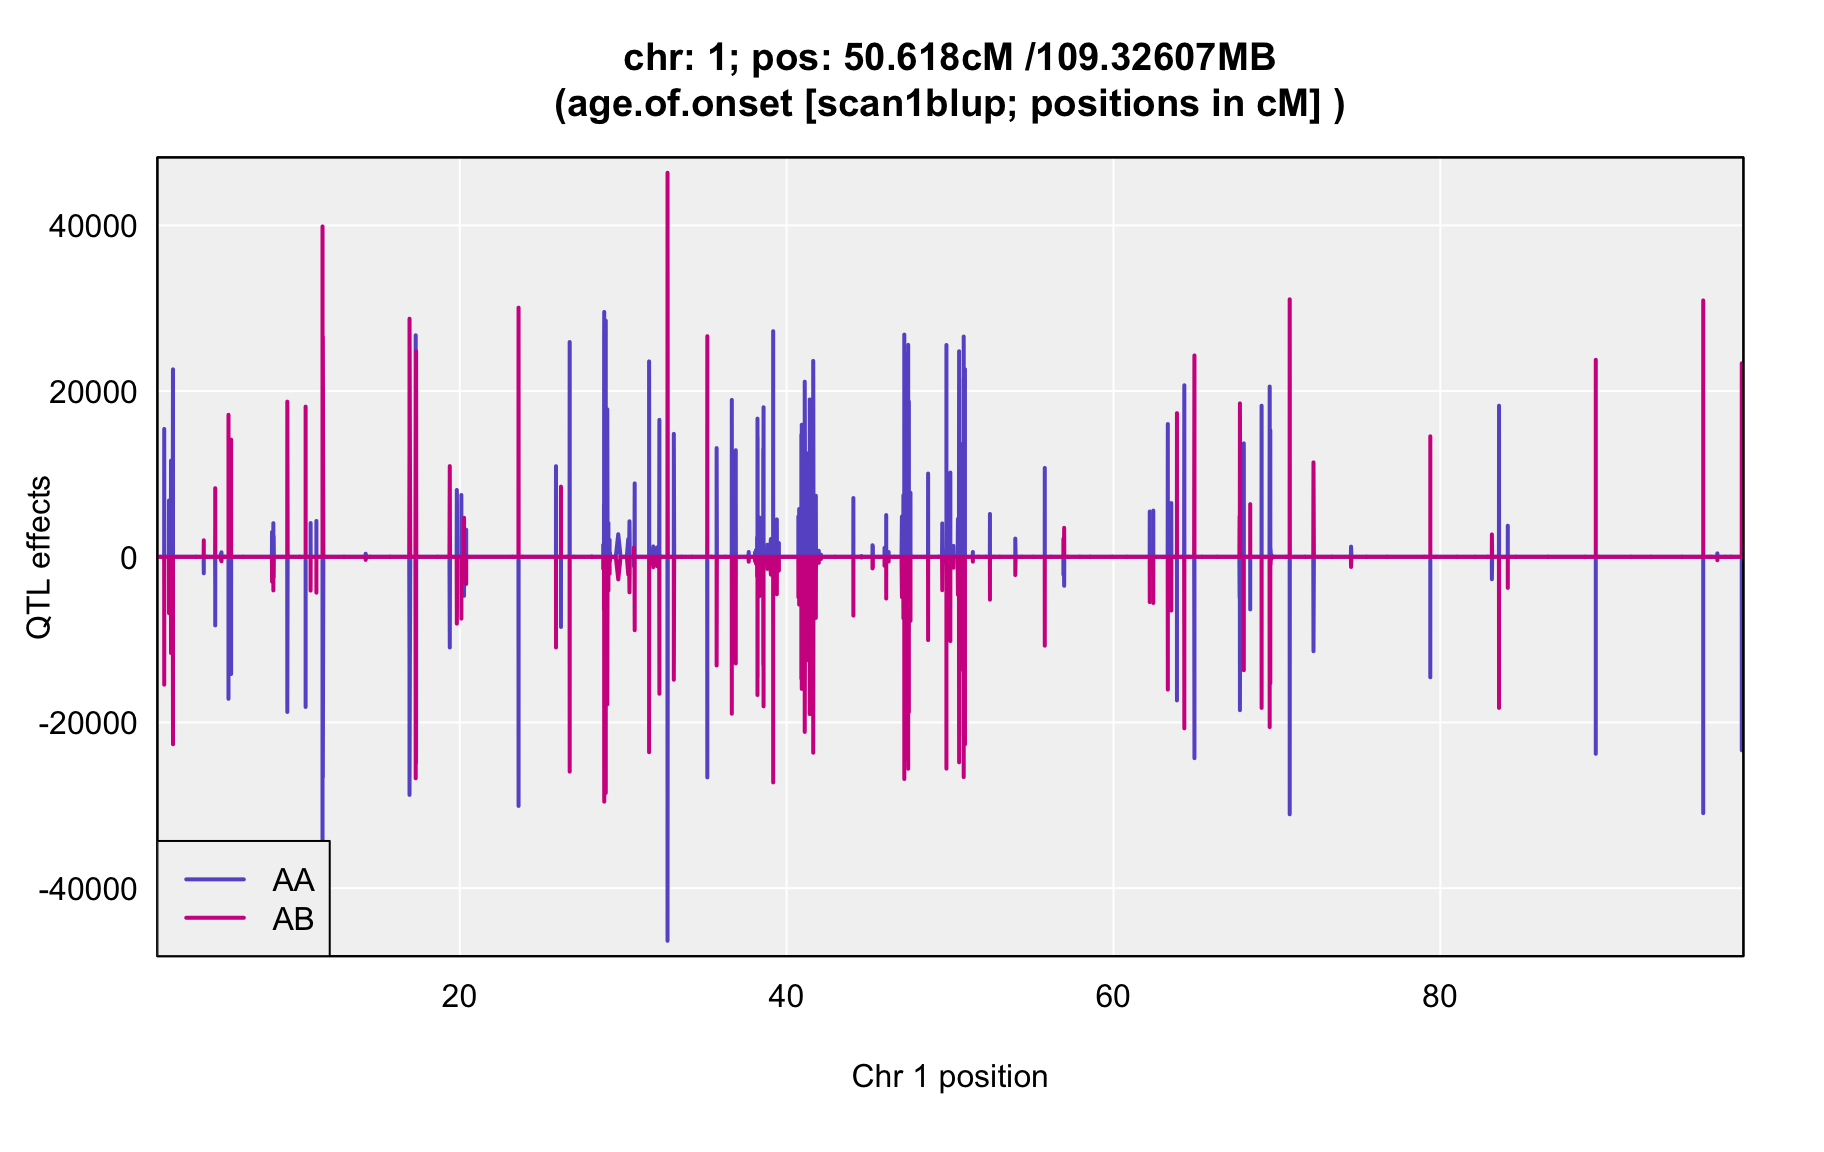 chr: 1; pos: 50.618cM /109.32607MB
(age.of.onset [scan1blup; positions in cM] )
QTL effects
40000
20000
0
-20000
-40000
AA
AB
20 40 60 80
Chr 1 position